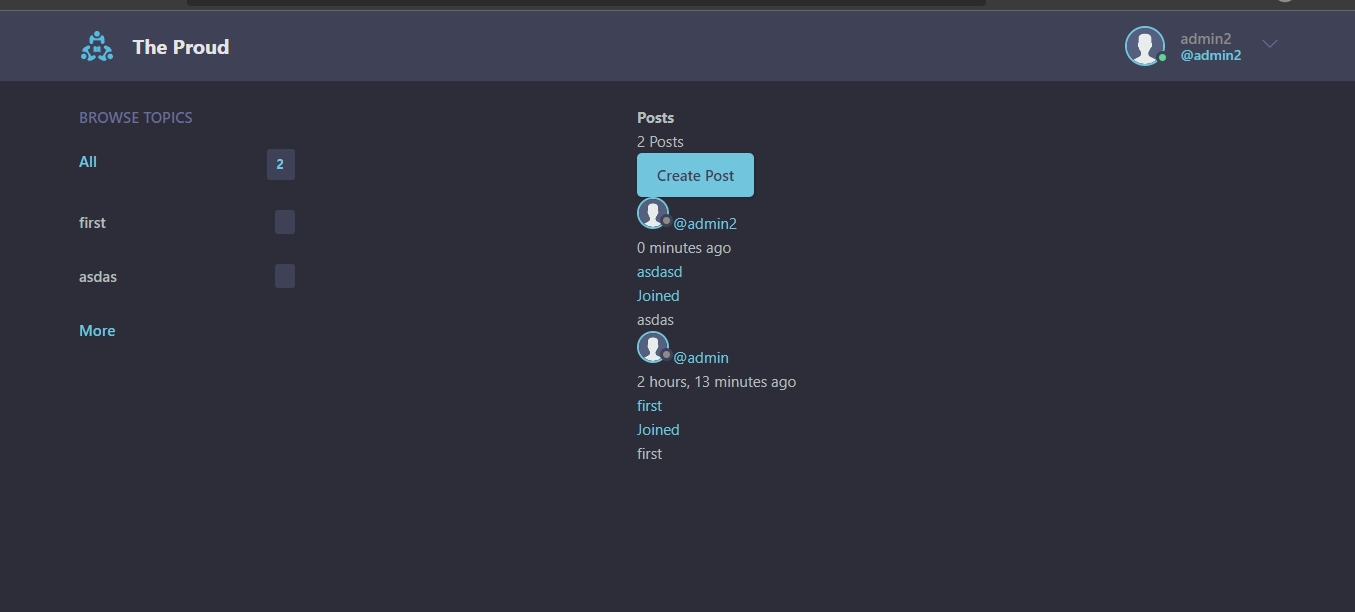 The Proud
admin2
@admin2
BROWSE TOPICS
All 2
first
asdas
More
Posts
2 Posts
Create Post
@admin2
0 minutes ago
asdasd
Joined
asdas
@admin
2 hours, 13 minutes ago
first
Joined
first